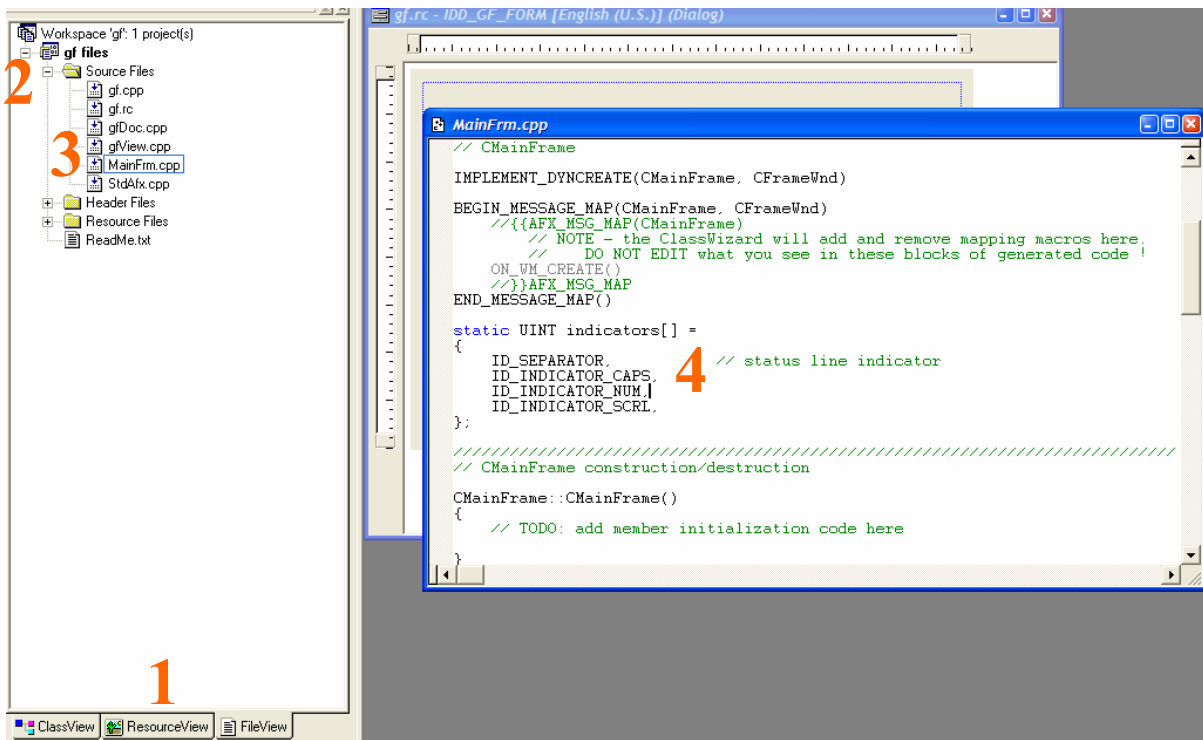 Workspace 'gf': 1 project(s)
gf files
2
Source Files
gf.cpp
gf.rc
gfDoc.cpp
3
gfView.cpp
MainFrm.cpp
StdAfx.cpp
Header Files
Resource Files
ReadMe.txt
1
ClassView ResourceView FileView
gf.rc - IDD_GF_FORM [English (U.S.)] (Dialog)
MainFrm.cpp
// CMainFrame
IMPLEMENT_DYNCREATE(CMainFrame, CFrameWnd)
BEGIN_MESSAGE_MAP(CMainFrame, CFrameWnd)
//{{AFX_MSG_MAP(CMainFrame)
// NOTE - the ClassWizard will add and remove mapping macros here.
// DO NOT EDIT what you see in these blocks of generated code !
ON_WM_CREATE()
//}}AFX_MSG_MAP
END_MESSAGE_MAP()
static UINT indicators[] =
{
ID_SEPARATOR, // status line indicator
ID_INDICATOR_CAPS,
4
ID_INDICATOR_NUM,
ID_INDICATOR_SCRL,
};
/////////////////////////////////////////////////////////////////////////////
// CMainFrame construction/destruction
CMainFrame::CMainFrame()
{
// TODO: add member initialization code here
}